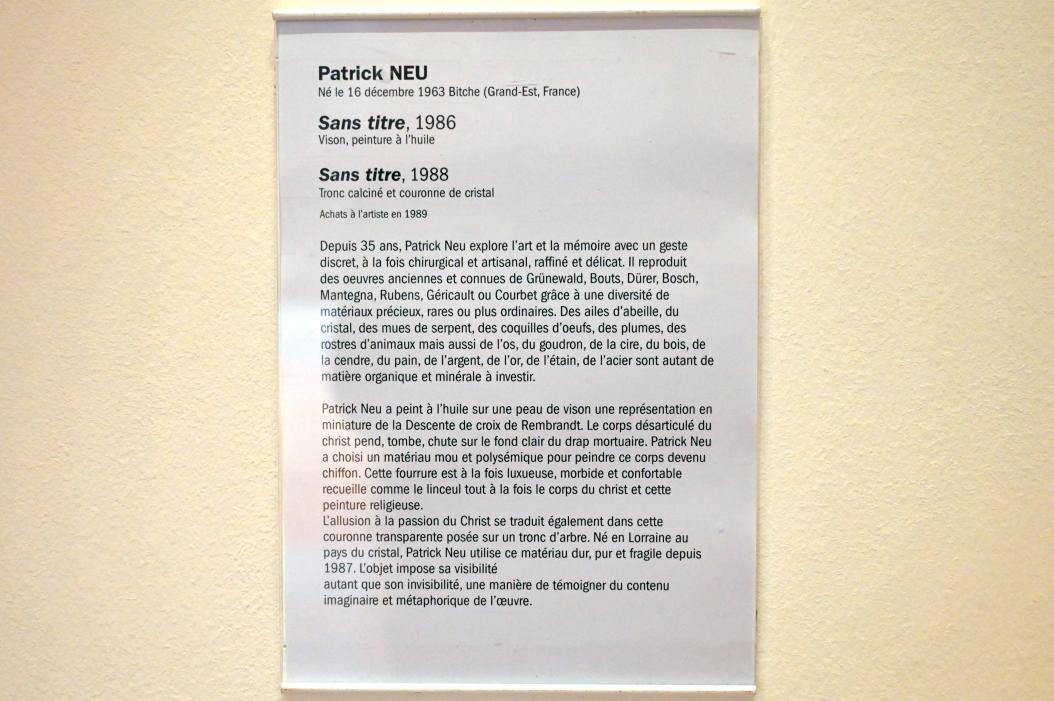 Patrick NEU
Né le 16 décembre 1963 Bitche (Grand-Est, France)
Sans titre, 1986
Vison, peinture à l'huile
Sans titre, 1988
Tronc calciné et couronne de cristal
Achats à l'artiste en 1989
Depuis 35 ans, Patrick Neu explore l'art et la mémoire avec un geste
discret, à la fois chirurgical et artisanal, raffiné et délicat. Il reproduit
des oeuvres anciennes et connues de Grünewald, Bouts, Dürer, Bosch,
Mantegna, Rubens, Géricault ou Courbet grâce à une diversité de
matériaux précieux, rares ou plus ordinaires. Des ailes d'abeille, du
cristal, des mues de serpent, des coquilles d'oeufs, des plumes, des
rostres d'animaux mais aussi de l'os, du goudron, de la cire, du bois, de
la cendre, du pain, de l'argent, de l'or, de l'étain, de l'acier sont autant de
matière organique et minérale à investir.
Patrick Neu a peint à l'huile sur une peau de vison une représentation en
miniature de la Descente de croix de Rembrandt. Le corps désarticulé du
christ pend, tombe, chute sur le fond clair du drap mortuaire. Patrick Neu
a choisi un matériau mou et polysémique pour peindre ce corps devenu
chiffon. Cette fourrure est à la fois luxueuse, morbide et confortable
recueille comme le linceul tout à la fois le corps du christ et cette
peinture religieuse.
L'allusion à la passion du Christ se traduit également dans cette
couronne transparente posée sur un tronc d'arbre. Né en Lorraine au
pays du cristal, Patrick Neu utilise ce matériau dur, pur et fragile depuis
1987. L'objet impose sa visibilité
autant que son invisibilité, une manière de témoigner du contenu
imaginaire et métaphorique de l'œuvre.